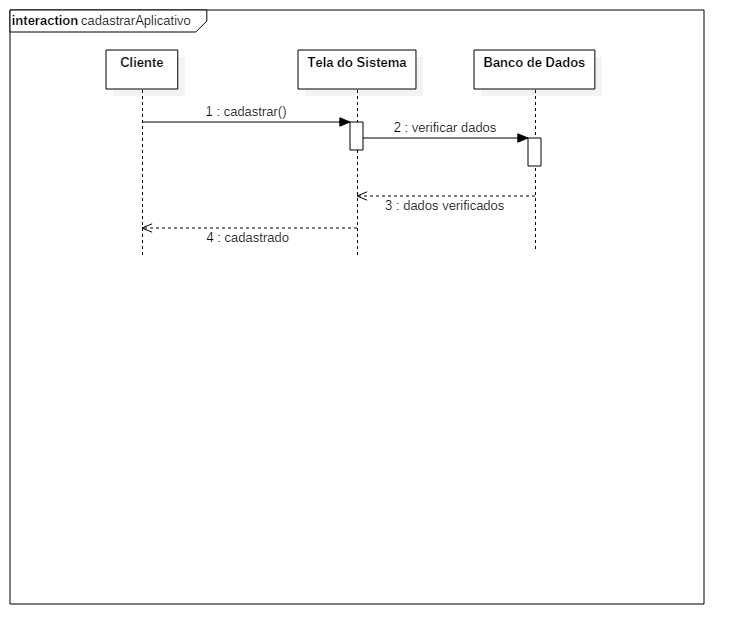 interaction cadastrarAplicativo
Cliente
Tela do Sistema
Banco de Dados
1 : cadastrar()
2 : verificar dados
3 : dados verificados
4 : cadastrado